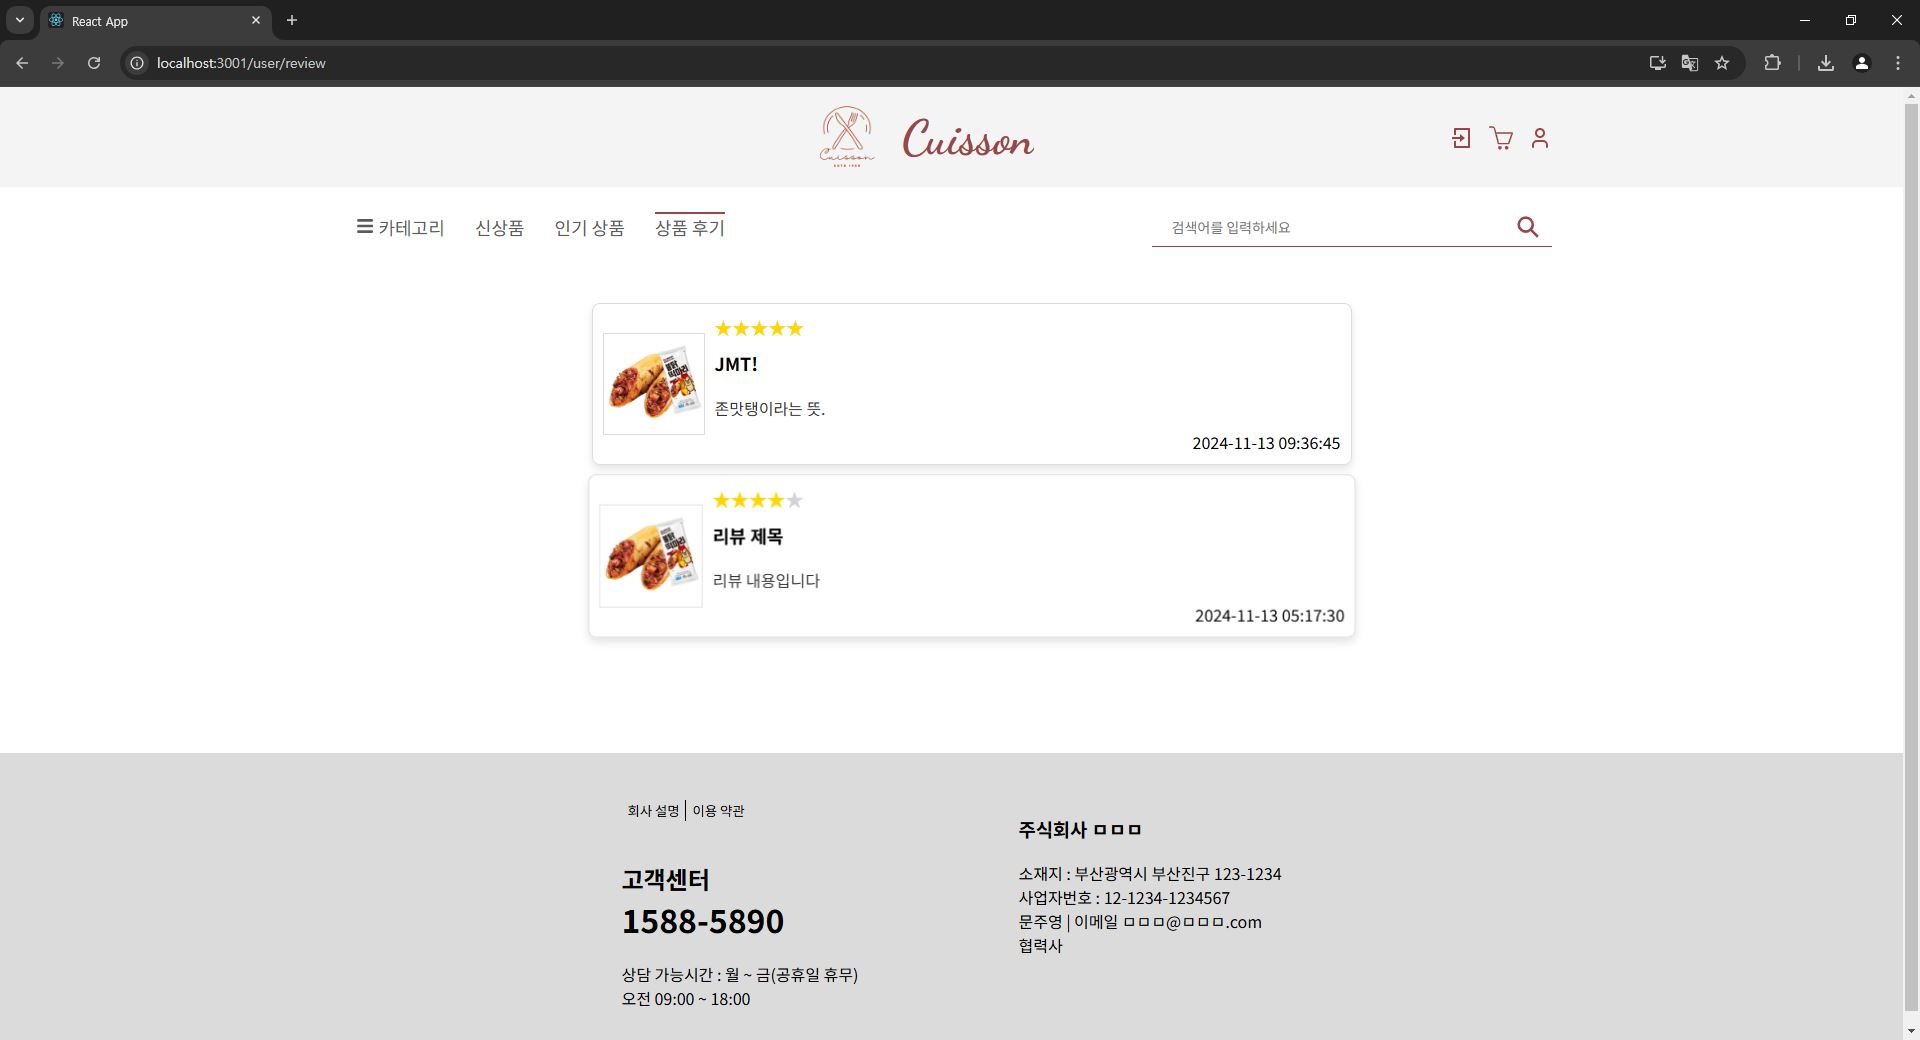 React App
localhost:3001/user/review
Cuisson
Cuisson
카테고리 신상품 인기 상품 상품 후기
검색어를 입력하세요
★★★★★
JMT!
존맛탱이라는 뜻.
2024-11-13 09:36:45
★★★★★
리뷰 제목
리뷰 내용입니다
2024-11-13 05:17:30
회사 설명 | 이용 약관
고객센터
1588-5890
상담 가능시간 : 월 ~ 금(공휴일 휴무)
오전 09:00 ~ 18:00
주식회사 ㅁㅁㅁ
소재지 : 부산광역시 부산진구 123-1234
사업자번호 : 12-1234-1234567
문주영 | 이메일 ㅁㅁㅁ@ㅁㅁㅁ.com
협력사